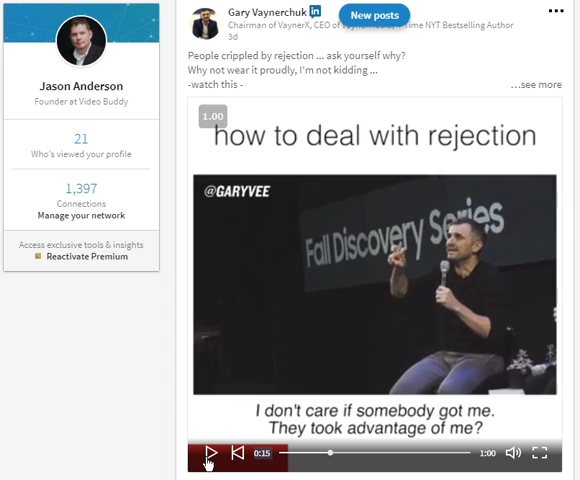 Jason Anderson
Founder at Video Buddy
21
Who's viewed your profile
1,397
Connections
Manage your network
Access exclusive tools & insights
Reactivate Premium
Gary Vaynerchuk in
New posts
Chairman of VaynerX, CEO of Time NYT Bestselling Author
3d
People crippled by rejection ... ask yourself why?
Why not wear it proudly, I'm not kidding ...
-watch this -
...see more
1.00
how to deal with rejection
@GARYVEE
Fall Discovery Series
I don't care if somebody got me.
They took advantage of me?
0:15
1:00